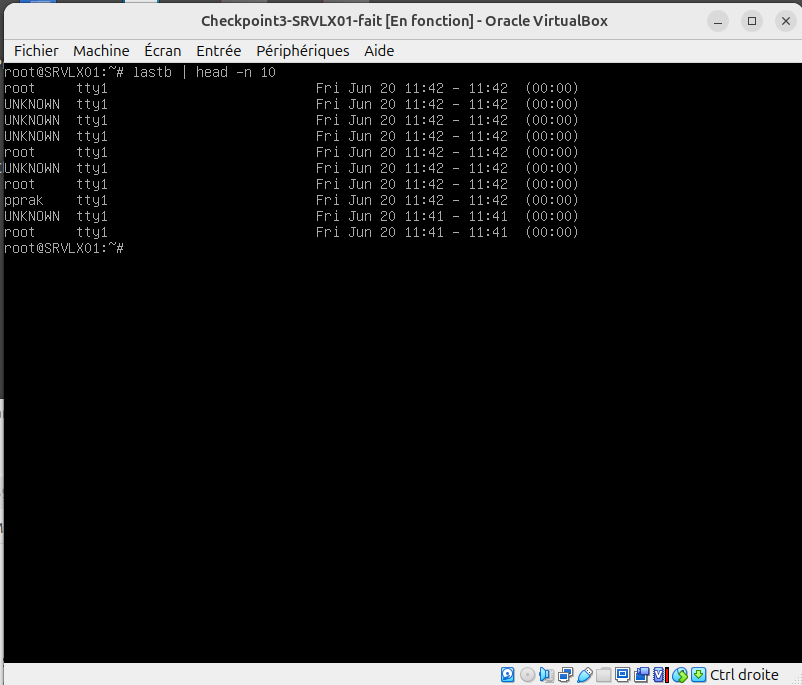 Checkpoint3-SRVLX01-fait [En fonction] - Oracle VirtualBox
Fichier Machine Écran Entrée Périphériques Aide
root@SRVLX01:~# lastb | head -n 10
root tty1 Fri Jun 20 11:42 - 11:42 (00:00)
UNKNOWN tty1 Fri Jun 20 11:42 - 11:42 (00:00)
UNKNOWN tty1 Fri Jun 20 11:42 - 11:42 (00:00)
UNKNOWN tty1 Fri Jun 20 11:42 - 11:42 (00:00)
root tty1 Fri Jun 20 11:42 - 11:42 (00:00)
UNKNOWN tty1 Fri Jun 20 11:42 - 11:42 (00:00)
root tty1 Fri Jun 20 11:42 - 11:42 (00:00)
pprak tty1 Fri Jun 20 11:42 - 11:42 (00:00)
UNKNOWN tty1 Fri Jun 20 11:41 - 11:41 (00:00)
root tty1 Fri Jun 20 11:41 - 11:41 (00:00)
root@SRVLX01:~#
Ctrl droite